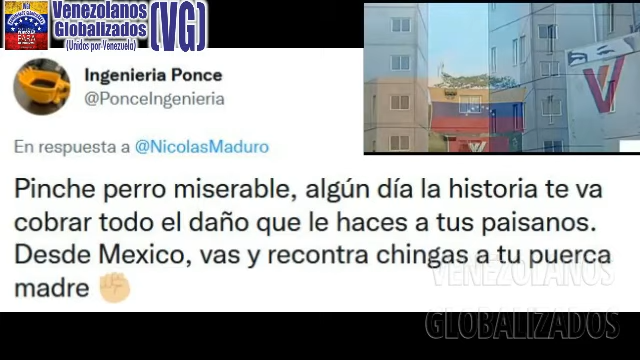 Venezolanos
Globalizados
(Unidos por Venezuela)
(VG)
Ingenieria Ponce
@PonceIngenieria
En respuesta a @NicolasMaduro
Pinche perro miserable, algún día la historia te va
cobrar todo el daño que le haces a tus paisanos.
Desde Mexico, vas y recontra chingas a tu puerca
madre ✊🏼
VENEZOLANOS
GLOBALIZADOS